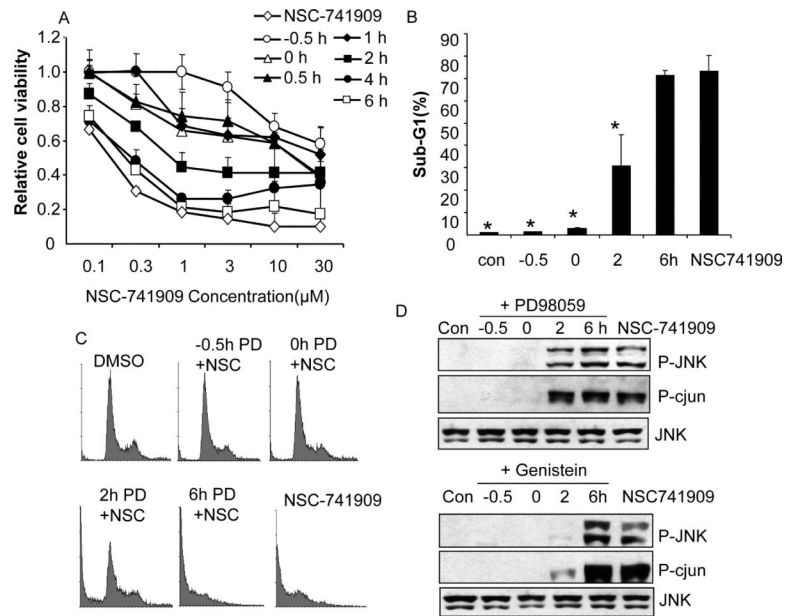 A
NSC-741909
-0.5 h
1 h
0 h
2 h
0.5 h
4 h
6 h
Relative cell viability
1.2
1.0
0.8
0.6
0.4
0.2
0
0.1 0.3 1 3 10 30
NSC-741909 Concentration(µM)
B
Sub-G1(%)
90
80
70
60
50
40
30
20
10
0
* * * *
con -0.5 0 2 6h NSC741909
C
DMSO
-0.5h PD
+NSC
0h PD
+NSC
2h PD
+NSC
6h PD
+NSC
NSC-741909
D
+ PD98059
Con -0.5 0 2 6 h NSC-741909
P-JNK
P-cjun
JNK
+ Genistein
Con -0.5 0 2 6h NSC741909
P-JNK
P-cjun
JNK